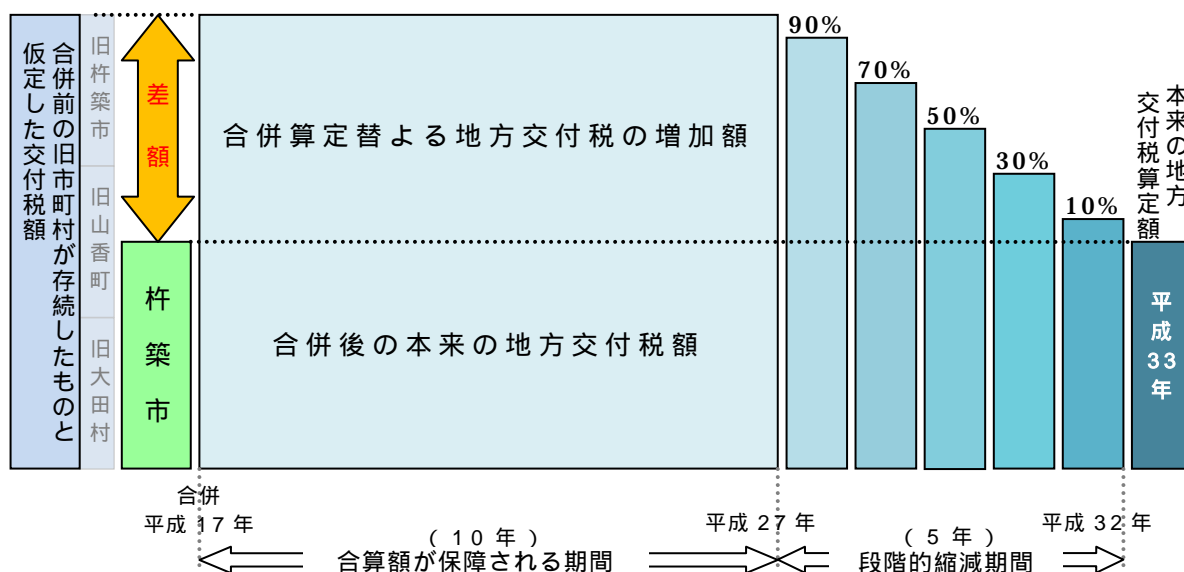 合併前の旧市町村が存続したものと
仮定した交付税額
旧杵築市
旧山香町
旧大田村
差額
杵築市
合併算定替よる地方交付税の増加額
合併後の本来の地方交付税額
90%
70%
50%
30%
10%
本来の地方
交付税算定額
平成33年
合併
平成17年
平成27年
平成32年
(10年)
合算額が保障される期間
(5年)
段階的縮減期間